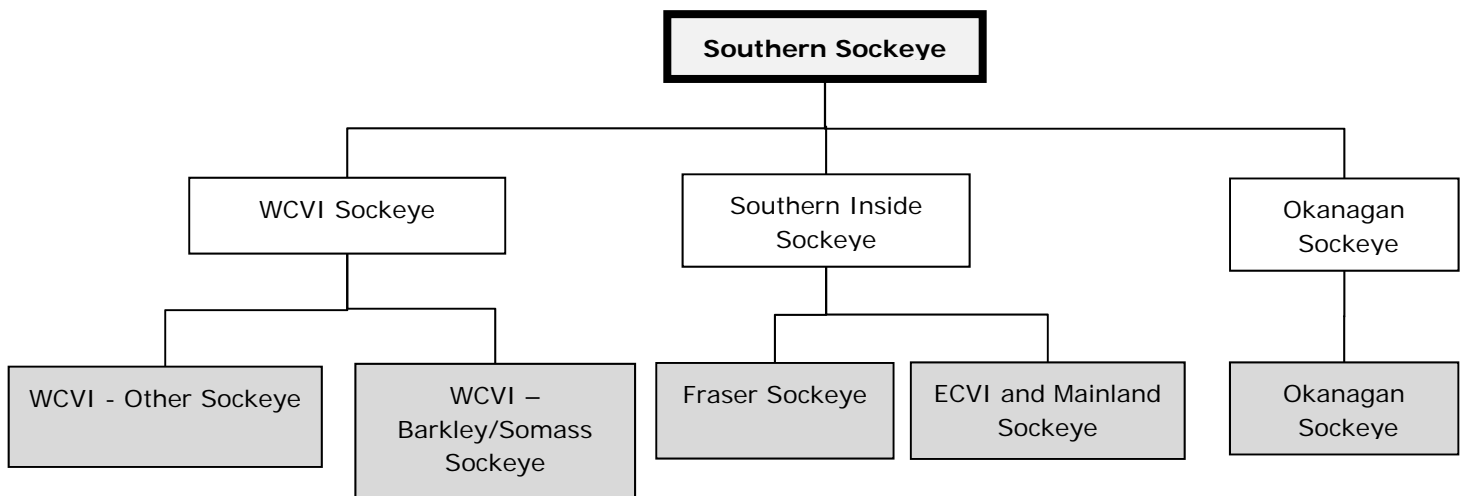 Southern Sockeye
WCVI Sockeye
Southern Inside
Sockeye
Okanagan
Sockeye
WCVI - Other Sockeye
WCVI –
Barkley/Somass
Sockeye
Fraser Sockeye
ECVI and Mainland
Sockeye
Okanagan
Sockeye